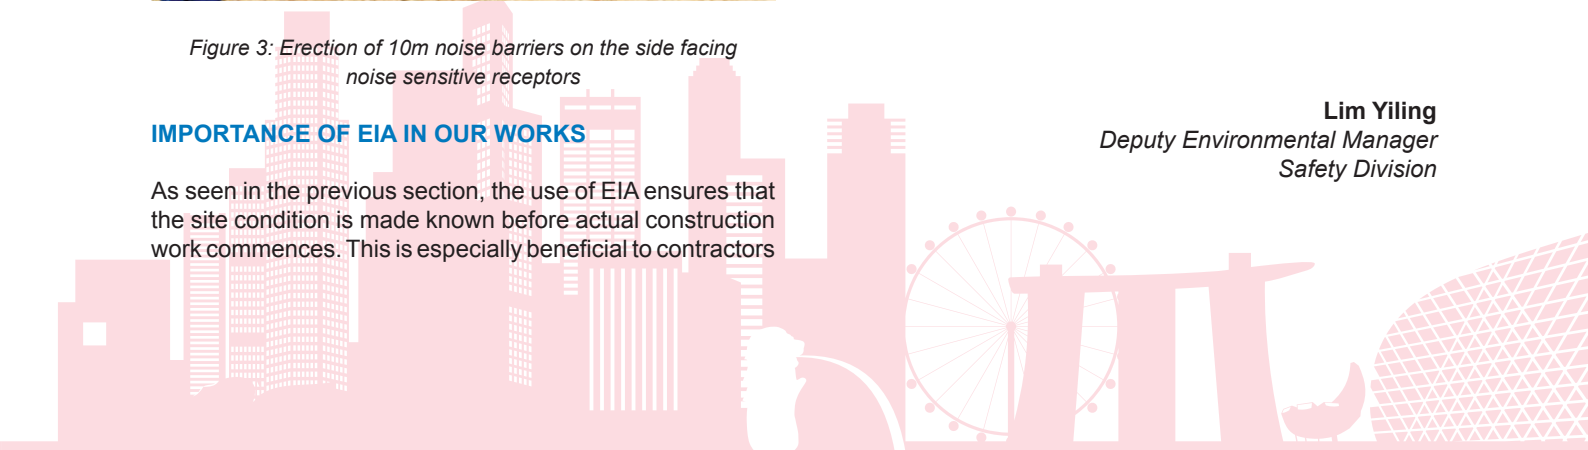 Figure 3: Erection of 10m noise barriers on the side facing
noise sensitive receptors
IMPORTANCE OF EIA IN OUR WORKS
As seen in the previous section, the use of EIA ensures that
the site condition is made known before actual construction
work commences. This is especially beneficial to contractors
Lim Yiling
Deputy Environmental Manager
Safety Division